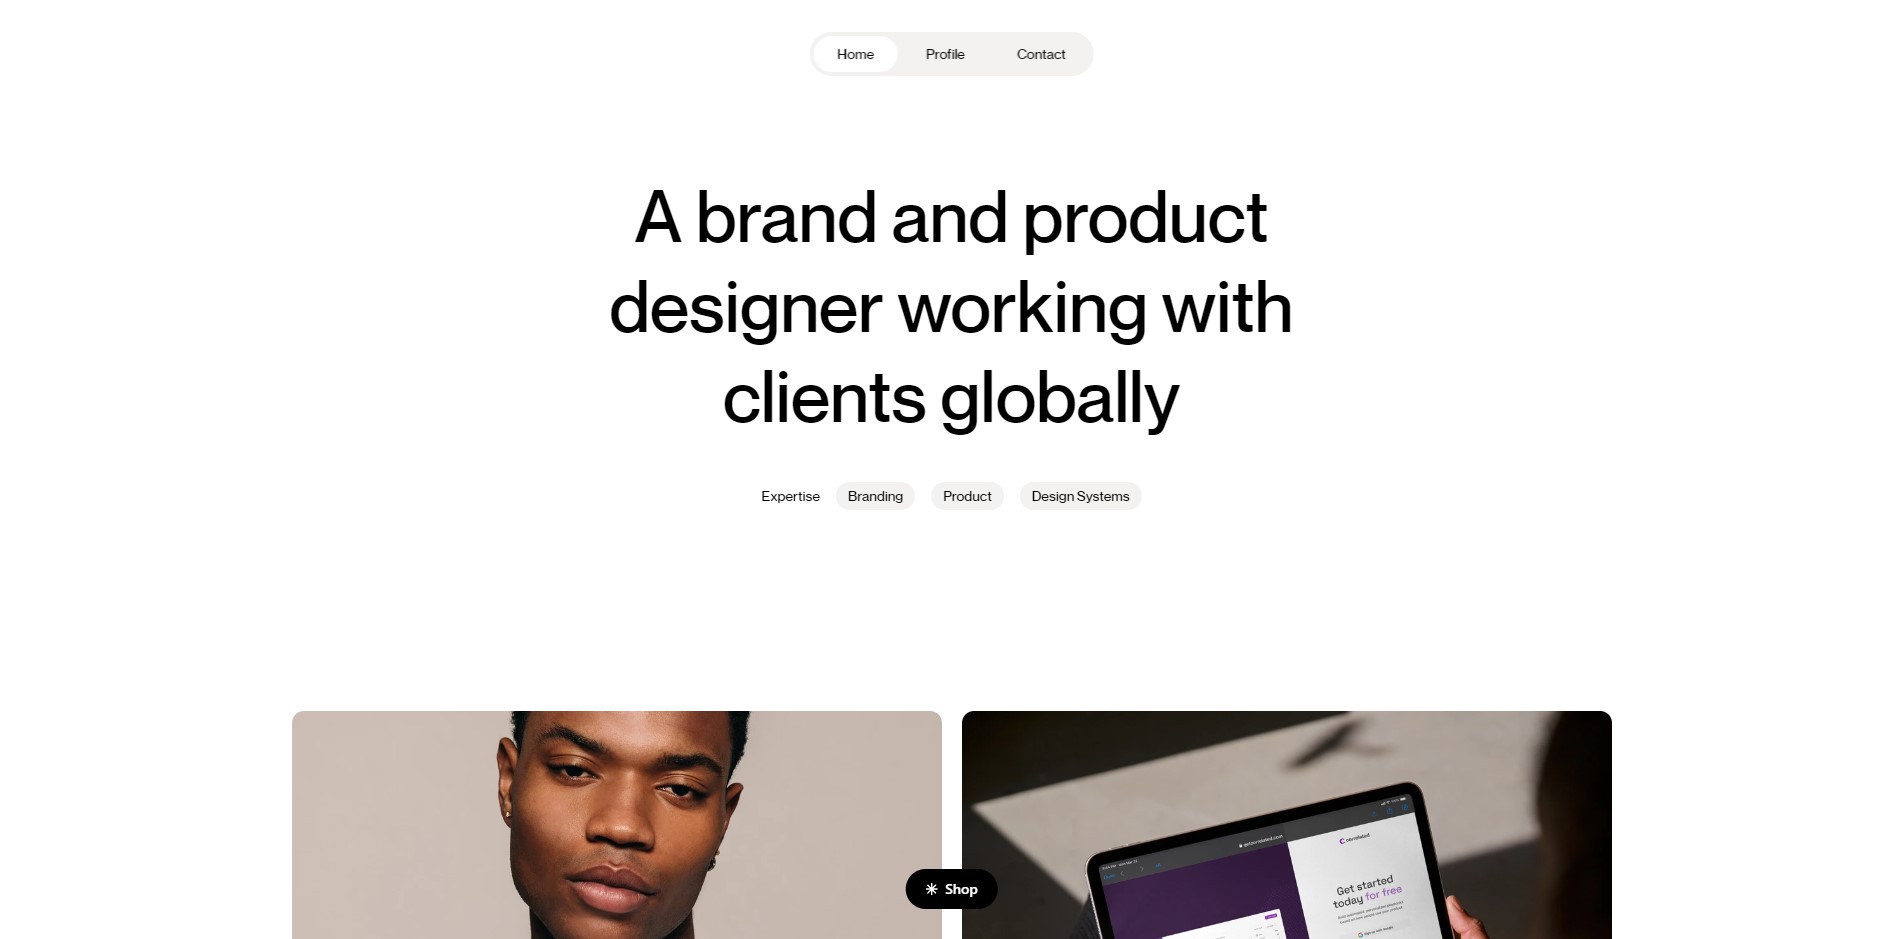 Home
Profile
Contact
A brand and product
designer working with
clients globally
Expertise
Branding
Product
Design Systems
Shop
correlated
Get started
today for free